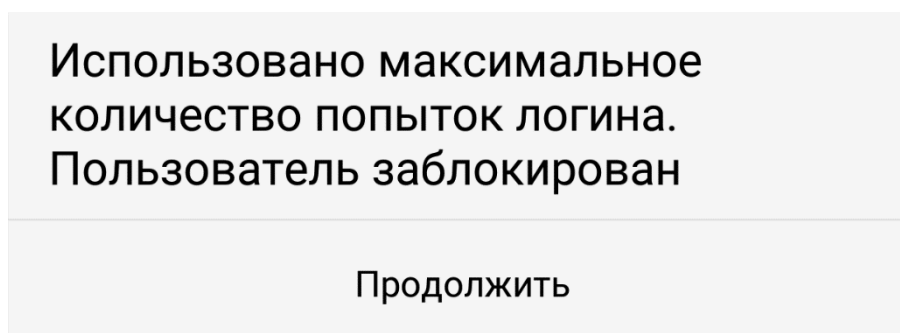 Использовано максимальное
количество попыток логина.
Пользователь заблокирован
Продолжить